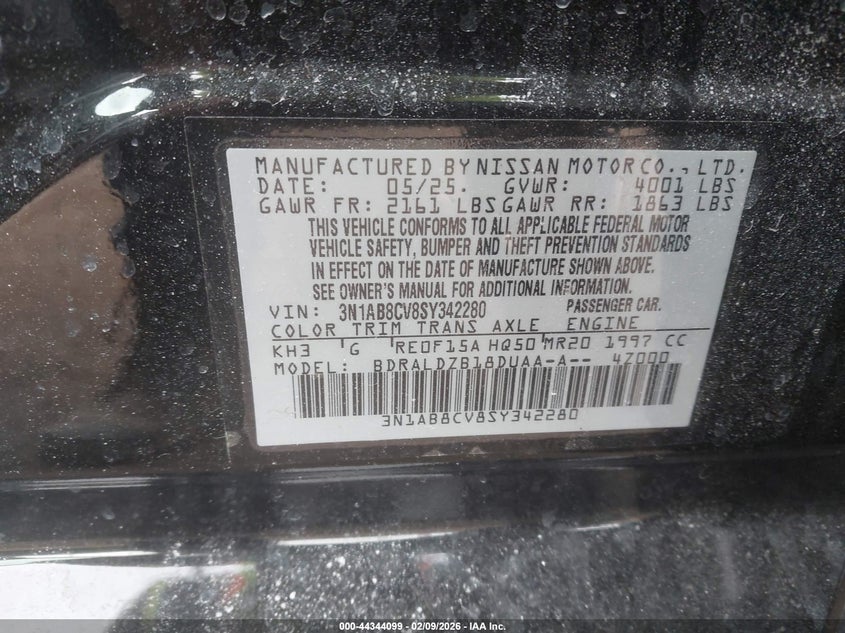 MANUFACTURED BY NISSAN MOTOR CO., LTD.
DATE: 05/25. GVWR: 4001 LBS
GAWR FR: 2161 LBS GAWR RR: 1863 LBS
THIS VEHICLE CONFORMS TO ALL APPLICABLE FEDERAL MOTOR
VEHICLE SAFETY, BUMPER AND THEFT PREVENTION STANDARDS
IN EFFECT ON THE DATE OF MANUFACTURE SHOWN ABOVE.
SEE OWNER'S MANUAL FOR ADDITIONAL INFORMATION.
VIN: 3N1AB8CV8SY342280 PASSENGER CAR.
COLOR TRIM TRANS AXLE ENGINE
KH3 G RE0F15A HQ50 MR20 1997 CC
MODEL: BDRALDZB18DUAA-A-- 4Z000
3N1AB8CV8SY342280
000-44344099 - 02/09/2026 - IAA Inc.